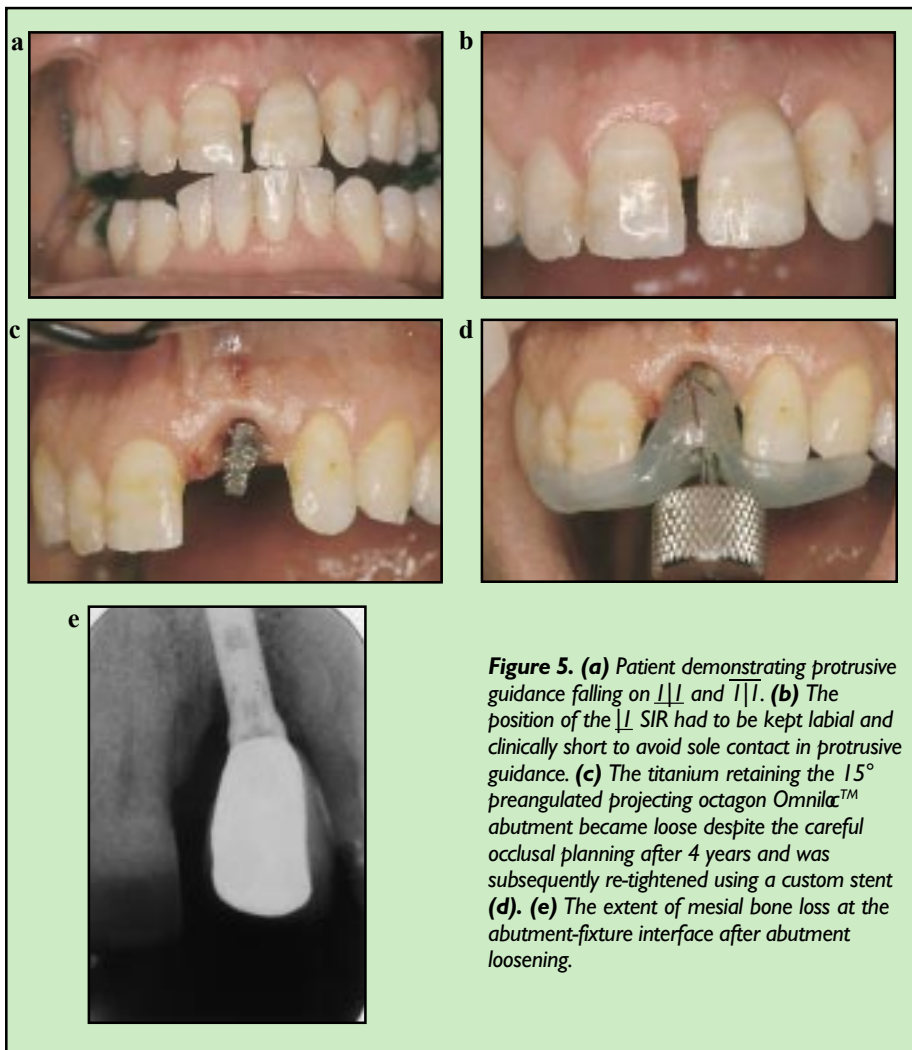 a
b
c
d
e
Figure 5. (a) Patient demonstrating protrusive
guidance falling on 1|1 and 1|1. (b) The
position of the |1 SIR had to be kept labial and
clinically short to avoid sole contact in protrusive
guidance. (c) The titanium retaining the 15°
preangulated projecting octagon Omniloc™
abutment became loose despite the careful
occlusal planning after 4 years and was
subsequently re-tightened using a custom stent
(d). (e) The extent of mesial bone loss at the
abutment-fixture interface after abutment
loosening.